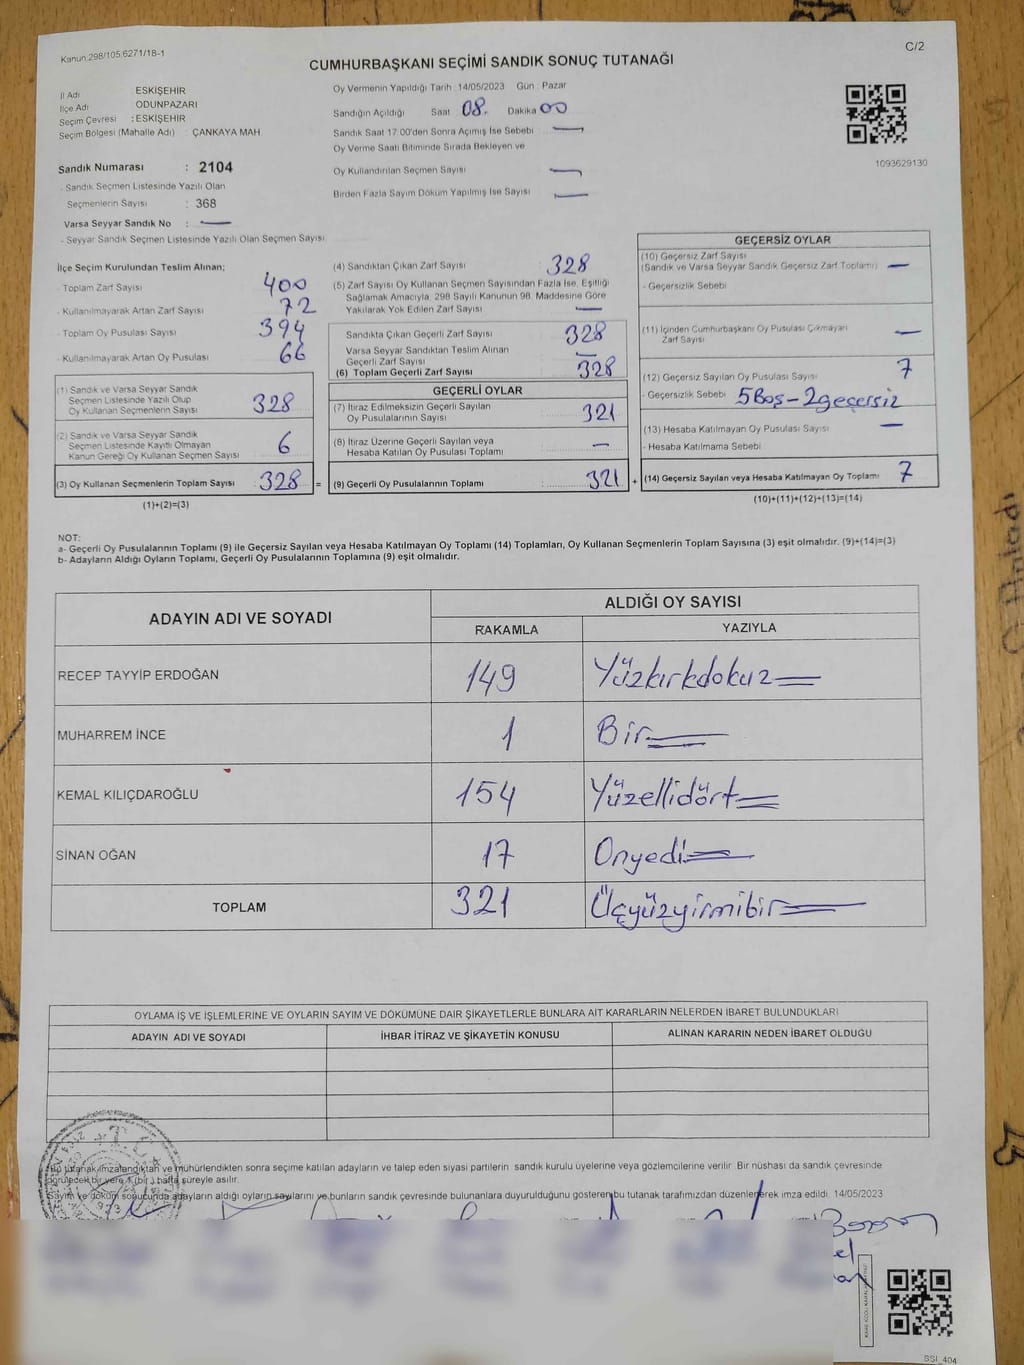 Kanun.298/105.6271/18-1
C/2
CUMHURBAŞKANI SEÇİMİ SANDIK SONUÇ TUTANAĞI
İl Adı ESKİŞEHİR
İlçe Adı ODUNPAZARI
Seçim Çevresi : ESKİŞEHİR
Seçim Bölgesi (Mahalle Adı) : ÇANKAYA MAH
Sandık Numarası : 2104
- Sandık Seçmen Listesinde Yazılı Olan
Seçmenlerin Sayısı : 368
Varsa Seyyar Sandık No : —
- Seyyar Sandık Seçmen Listesinde Yazılı Olan Seçmen Sayısı
Oy Vermenin Yapıldığı Tarih 14/05/2023 Gün : Pazar
Sandığın Açıldığı Saat 08. Dakika 00
Sandık Saat 17.00'den Sonra Açımış İse Sebebi —
Oy Verme Saati Bitiminde Sırada Bekleyen ve
Oy Kullandırılan Seçmen Sayısı —
Birden Fazla Sayım Döküm Yapılmış İse Sayısı —
1093629130
İlçe Seçim Kurulundan Teslim Alınan;
- Toplam Zarf Sayısı 400
- Kullanılmayarak Artan Zarf Sayısı 72
- Toplam Oy Pusulası Sayısı 394
- Kullanılmayarak Artan Oy Pusulası 66
(1) Sandık ve Varsa Seyyar Sandık
Seçmen Listesinde Yazılı Olup
Oy Kullanan Seçmenlerin Sayısı 328
(2) Sandık ve Varsa Seyyar Sandık
Seçmen Listesinde Kayıtlı Olmayan
Kanun Gereği Oy Kullanan Seçmen Sayısı 6
(3) Oy Kullanan Seçmenlerin Toplam Sayısı : 328 =
(1)+(2)=(3)
(4) Sandıktan Çıkan Zarf Sayısı 328
(5) Zarf Sayısı Oy Kullanan Seçmen Sayısından Fazla İse, Eşitliği
Sağlamak Amacıyla, 298 Sayılı Kanunun 98. Maddesine Göre
Yakılarak Yok Edilen Zarf Sayısı —
Sandıkta Çıkan Geçerli Zarf Sayısı 328
Varsa Seyyar Sandıktan Teslim Alınan
Geçerli Zarf Sayısı —
(6) Toplam Geçerli Zarf Sayısı 328
GEÇERLİ OYLAR
(7) İtiraz Edilmeksizin Geçerli Sayılan
Oy Pusulalarının Sayısı 321
(8) İtiraz Üzerine Geçerli Sayılan veya
Hesaba Katılan Oy Pusulası Toplamı —
(9) Geçerli Oy Pusulalarının Toplamı 321 +
GEÇERSİZ OYLAR
(10) Geçersiz Zarf Sayısı
(Sandık ve Varsa Seyyar Sandık Geçersiz Zarf Toplamı) —
- Geçersizlik Sebebi
(11) İçinden Cumhurbaşkanı Oy Pusulası Çıkmayan
Zarf Sayısı —
(12) Geçersiz Sayılan Oy Pusulası Sayısı 7
- Geçersizlik Sebebi 5 Boş - 2 geçersiz
(13) Hesaba Katılmayan Oy Pusulası Sayısı —
- Hesaba Katılmama Sebebi
(14) Geçersiz Sayılan veya Hesaba Katılmayan Oy Toplamı 7
(10)+(11)+(12)+(13)=(14)
NOT:
a- Geçerli Oy Pusulalarının Toplamı (9) ile Geçersiz Sayılan veya Hesaba Katılmayan Oy Toplamı (14) Toplamları, Oy Kullanan Seçmenlerin Toplam Sayısına (3) eşit olmalıdır. (9)+(14)=(3)
b- Adayların Aldığı Oyların Toplamı, Geçerli Oy Pusulalarının Toplamına (9) eşit olmalıdır.
ADAYIN ADI VE SOYADI
ALDIĞI OY SAYISI
RAKAMLA YAZIYLA
RECEP TAYYİP ERDOĞAN 149 Yüzkırkdokuz
MUHARREM İNCE 1 Bir
KEMAL KILIÇDAROĞLU 154 Yüzellidört
SİNAN OĞAN 17 Onyedi
TOPLAM 321 Üçyüzyirmibir
OYLAMA İŞ VE İŞLEMLERİNE VE OYLARIN SAYIM VE DÖKÜMÜNE DAİR ŞİKAYETLERLE BUNLARA AİT KARARLARIN NELERDEN İBARET BULUNDUKLARI
ADAYIN ADI VE SOYADI İHBAR İTİRAZ VE ŞİKAYETİN KONUSU ALINAN KARARIN NEDEN İBARET OLDUĞU
Bu tutanak imzalandıktan ve mühürlendikten sonra seçime katılan adayların ve talep eden siyasi partilerin sandık kurulu üyelerine veya gözlemcilerine verilir. Bir nüshası da sandık çevresinde
görülecek bir yere 1 (bir) hafta süreyle asılır.
Sayım ve döküm sonucunda adayların aldığı oyların sayılarını ve bunların sandık çevresinde bulunanlara duyurulduğunu gösteren bu tutanak tarafımızdan düzenlenerek imza edildi. 14/05/2023
SSI_404